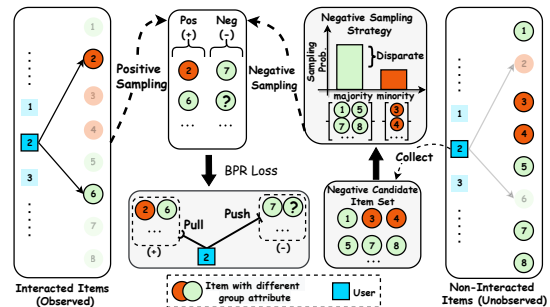 1
2
3
4
5
6
7
8
1
2
3
Interacted Items
(Observed)
Positive
Sampling
Pos
(+)
Neg
(-)
2
7
6
?
...
...
Negative
Sampling
Negative Sampling
Strategy
Sampling
Prob.
Disparate
majority
minority
1 5
7 8
...
3
4
...
BPR Loss
2 6
...
(+)
Pull
Push
2
7 ?
...
(-)
Collect
Negative Candidate
Item Set
1 3 4
5 7 8
...
...
...
1
2
3
1
2
3
4
5
6
7
8
Non-Interacted
Items (Unobserved)
Item with different
group attribute
User